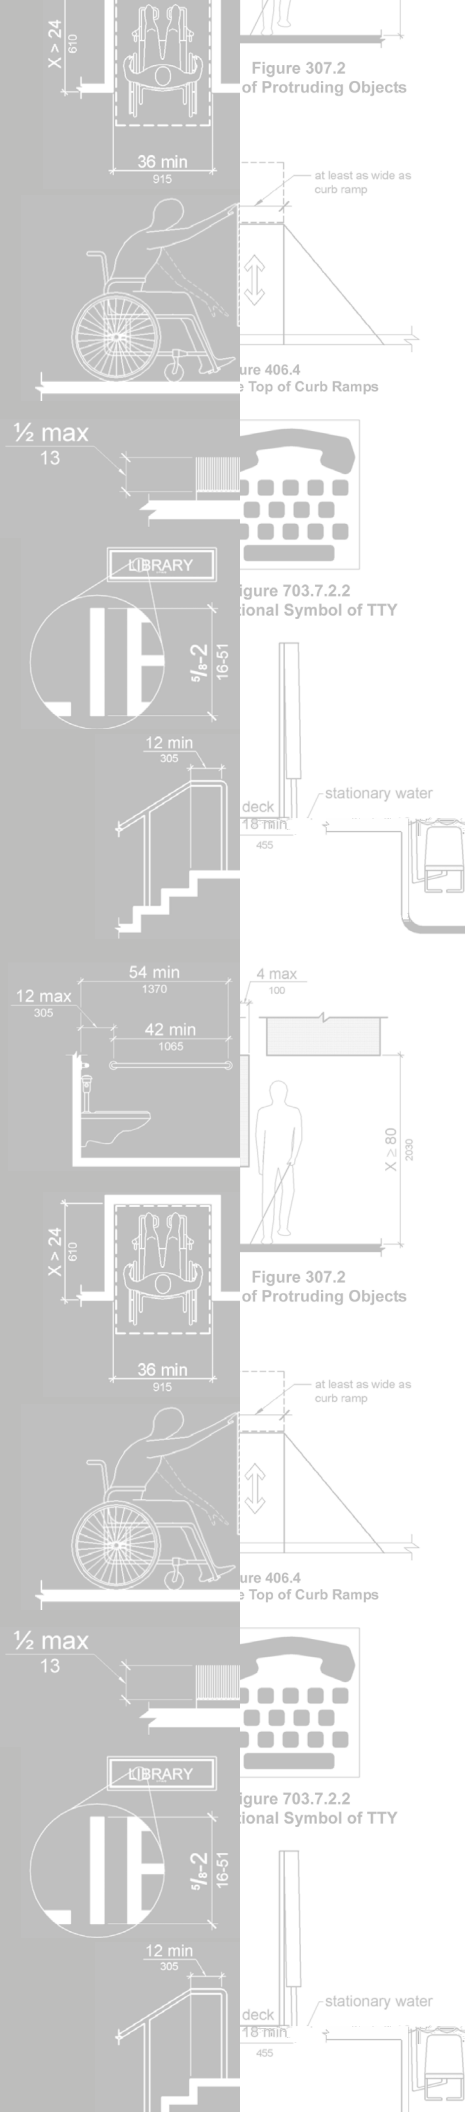 X > 24
610
Figure 307.2
of Protruding Objects
36 min
915
at least as wide as
curb ramp
ure 406.4
e Top of Curb Ramps
½ max
13
LIBRARY
igure 703.7.2.2
tional Symbol of TTY
5/8-2
16-51
12 min
305
deck
stationary water
18 min
455
54 min
1370
4 max
100
12 max
305
42 min
1065
X ≥ 80
2030
X > 24
610
Figure 307.2
of Protruding Objects
36 min
915
at least as wide as
curb ramp
ure 406.4
e Top of Curb Ramps
½ max
13
LIBRARY
igure 703.7.2.2
tional Symbol of TTY
5/8-2
16-51
12 min
305
deck
stationary water
18 min
455